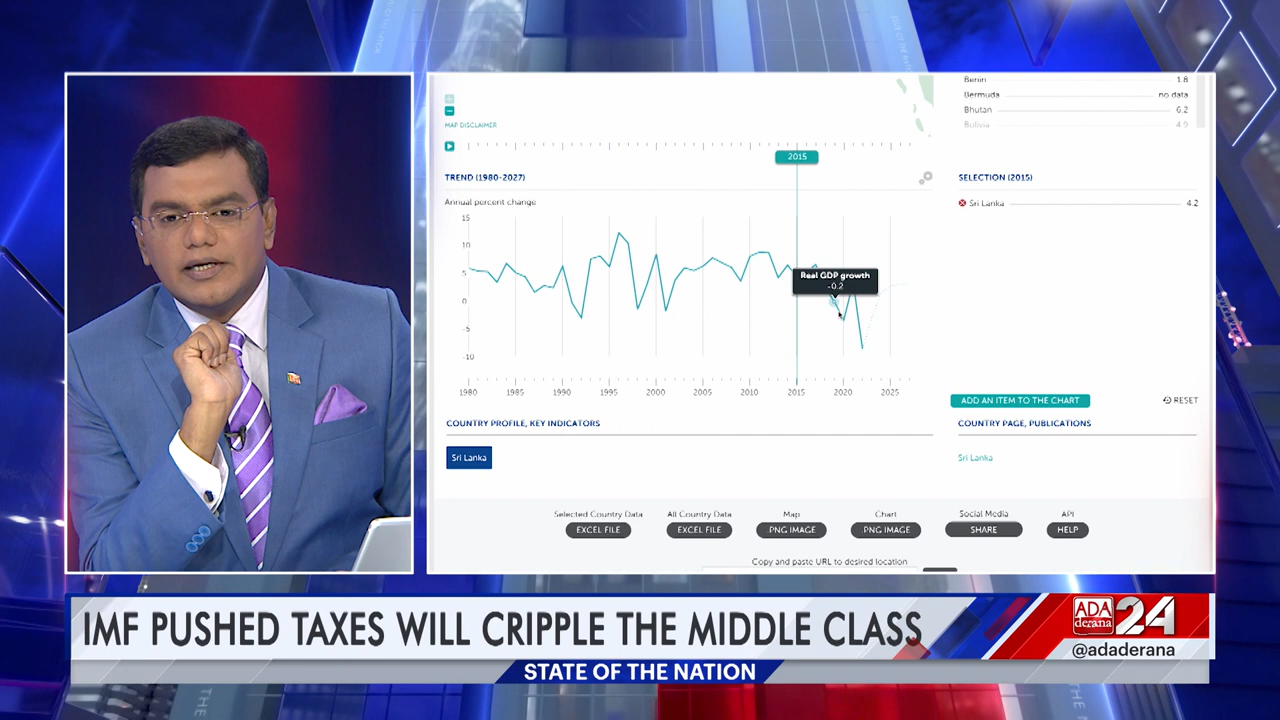 Benin 1.8
Bermuda no data
Bhutan 6.2
Bolivia 4.9
MAP DISCLAIMER
2015
TREND (1980-2027)
SELECTION (2015)
Annual percent change
Sri Lanka 4.2
15
10
5
0
-5
-10
Real GDP growth
-0.2
1980 1985 1990 1995 2000 2005 2010 2015 2020 2025
ADD AN ITEM TO THE CHART
RESET
COUNTRY PROFILE, KEY INDICATORS
COUNTRY PAGE, PUBLICATIONS
Sri Lanka
Sri Lanka
Selected Country Data All Country Data Map Chart Social Media API
EXCEL FILE EXCEL FILE PNG IMAGE PNG IMAGE SHARE HELP
Copy and paste URL to desired location
IMF PUSHED TAXES WILL CRIPPLE THE MIDDLE CLASS
ADA
derana
24
@adaderana
STATE OF THE NATION